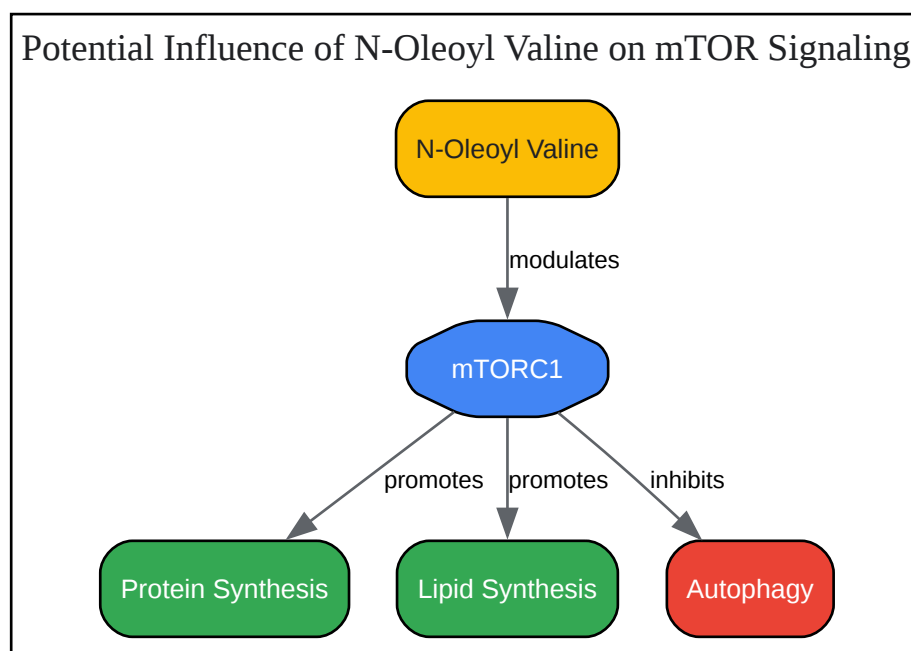 Potential Influence of N-Oleoyl Valine on mTOR Signaling
N-Oleoyl Valine
modulates
mTORC1
promotes
promotes
inhibits
Protein Synthesis
Lipid Synthesis
Autophagy